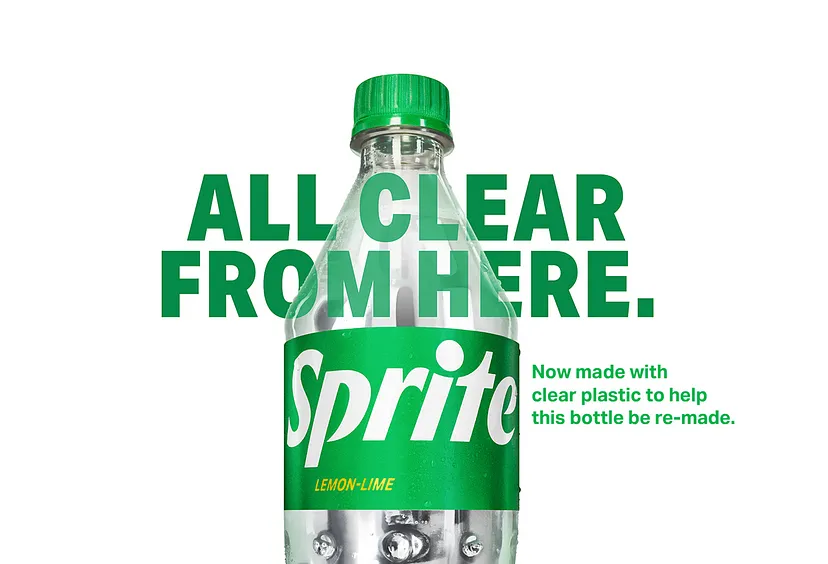 ALL CLEAR
FROM HERE.
Sprite
LEMON-LIME
Now made with
clear plastic to help
this bottle be re-made.